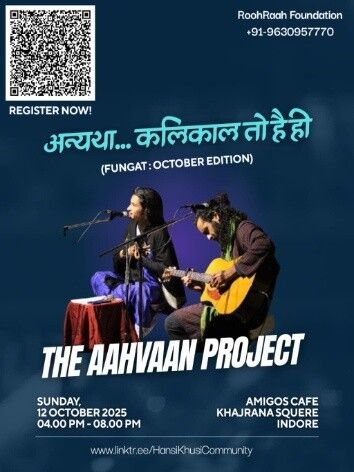 RoohRaah Foundation
+91-9630957770
REGISTER NOW!
अन्यथा... कलिकाल तो है ही
(FUNGAT : OCTOBER EDITION)
THE AAHVAAN PROJECT
SUNDAY,
12 OCTOBER 2025
04.00 PM - 08.00 PM
AMIGOS CAFE
KHAJRANA SQUERE
INDORE
www.linktr.ee/HansiKhusiCommunity